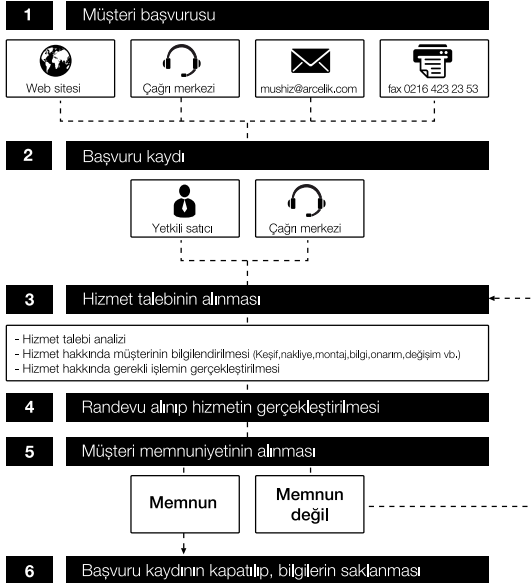 1 Müşteri başvurusu
Web sitesi
Çağrı merkezi
mushiz@arcelik.com
fax 0216 423 23 53
2 Başvuru kaydı
Yetkili satıcı
Çağrı merkezi
3 Hizmet talebinin alınması
- Hizmet talebi analizi
- Hizmet hakkında müşterinin bilgilendirilmesi (Keşif,nakliye,montaj,bilgi,onarım,değişim vb.)
- Hizmet hakkında gerekli işlemin gerçekleştirilmesi
4 Randevu alınıp hizmetin gerçekleştirilmesi
5 Müşteri memnuniyetinin alınması
Memnun
Memnun
değil
6 Başvuru kaydının kapatılıp, bilgilerin saklanması